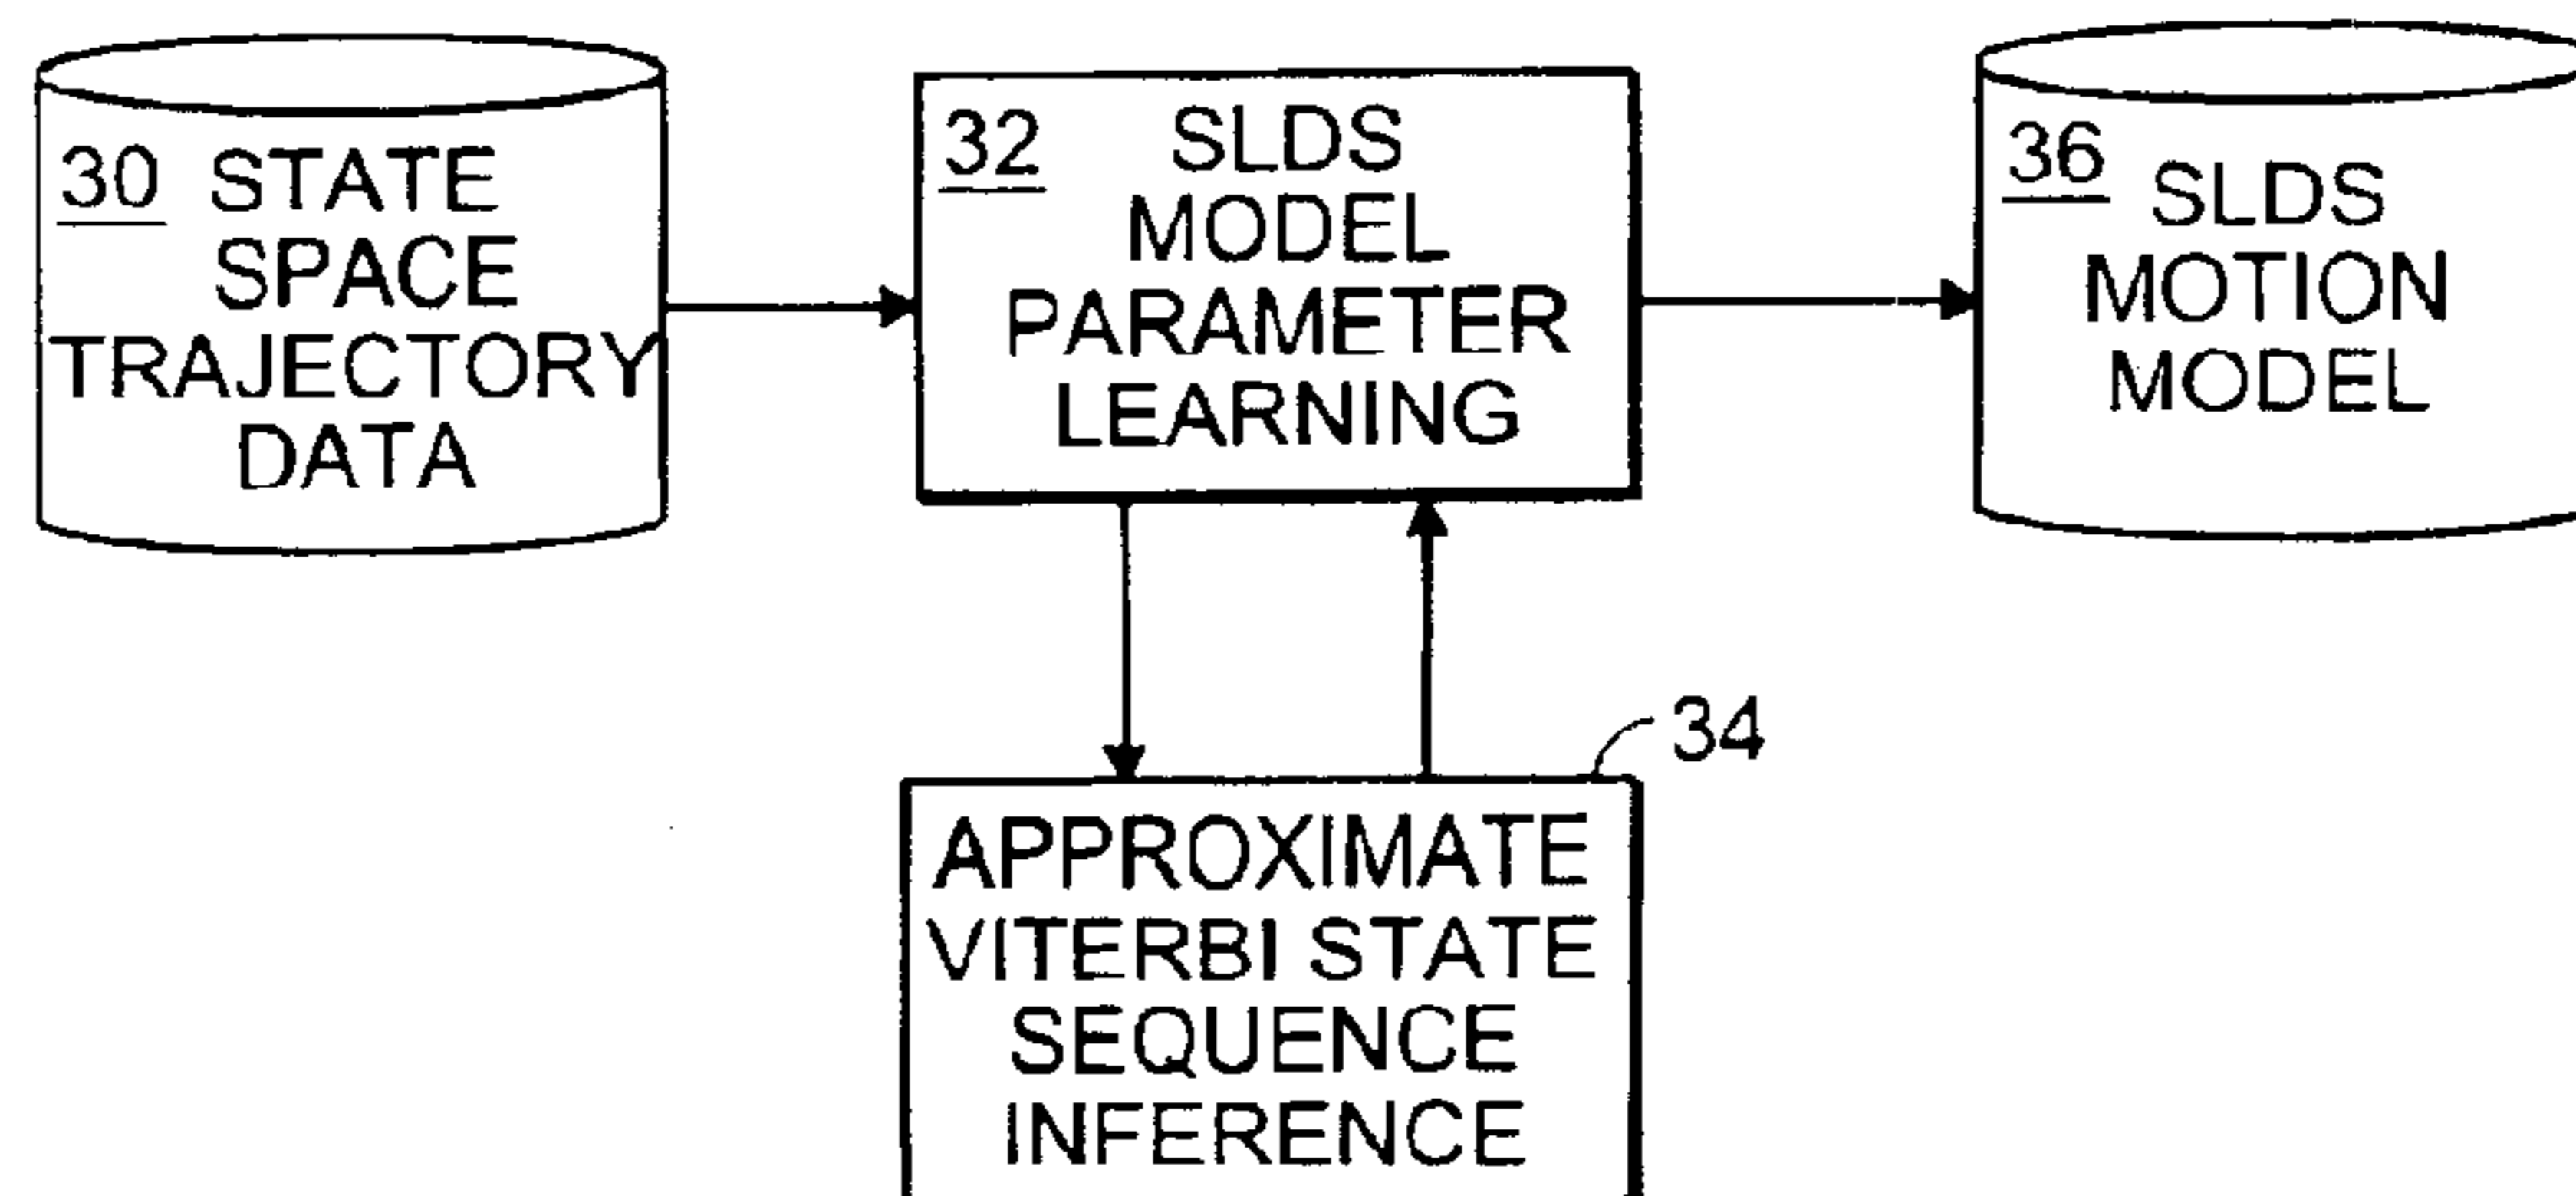 30 STATE
SPACE
TRAJECTORY
DATA
32 SLDS
MODEL
PARAMETER
LEARNING
36 SLDS
MOTION
MODEL
34
APPROXIMATE
VITERBI STATE
SEQUENCE
INFERENCE